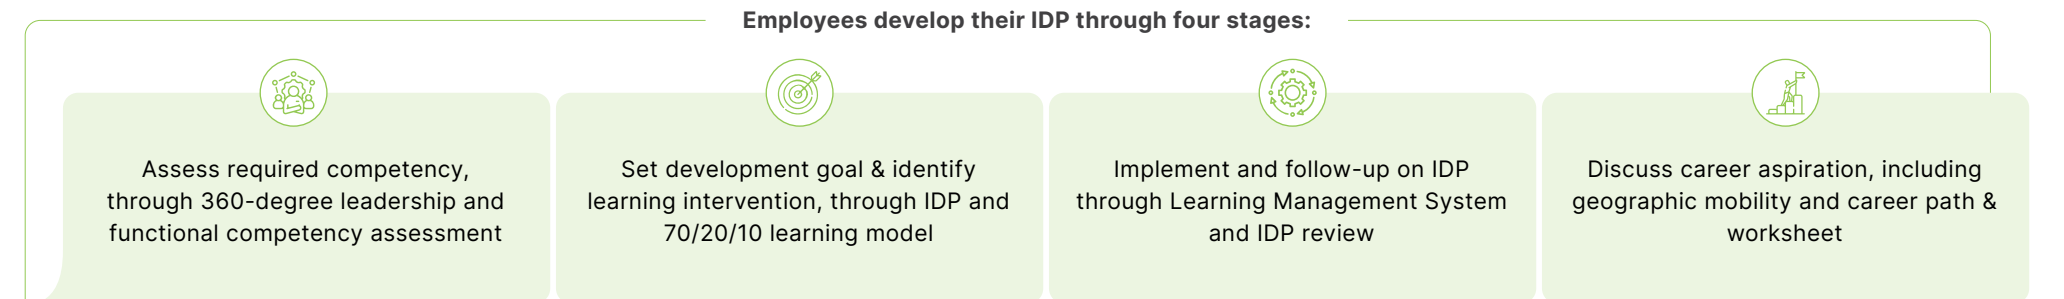 Employees develop their IDP through four stages:
Assess required competency,
through 360-degree leadership and
functional competency assessment
Set development goal & identify
learning intervention, through IDP and
70/20/10 learning model
Implement and follow-up on IDP
through Learning Management System
and IDP review
Discuss career aspiration, including
geographic mobility and career path &
worksheet